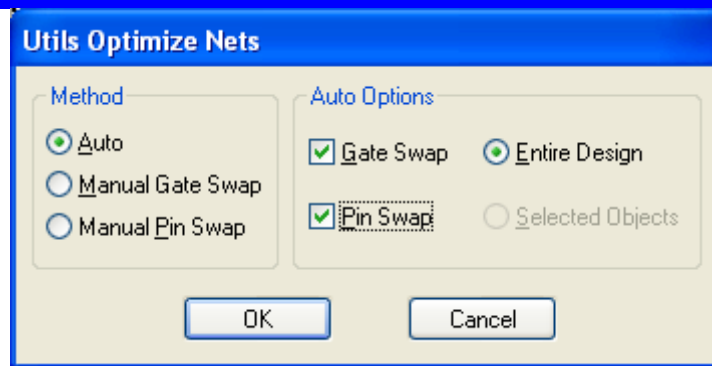 Utils Optimize Nets
Method
Auto
Manual Gate Swap
Manual Pin Swap
Auto Options
Gate Swap
Entire Design
Pin Swap
Selected Objects
OK
Cancel